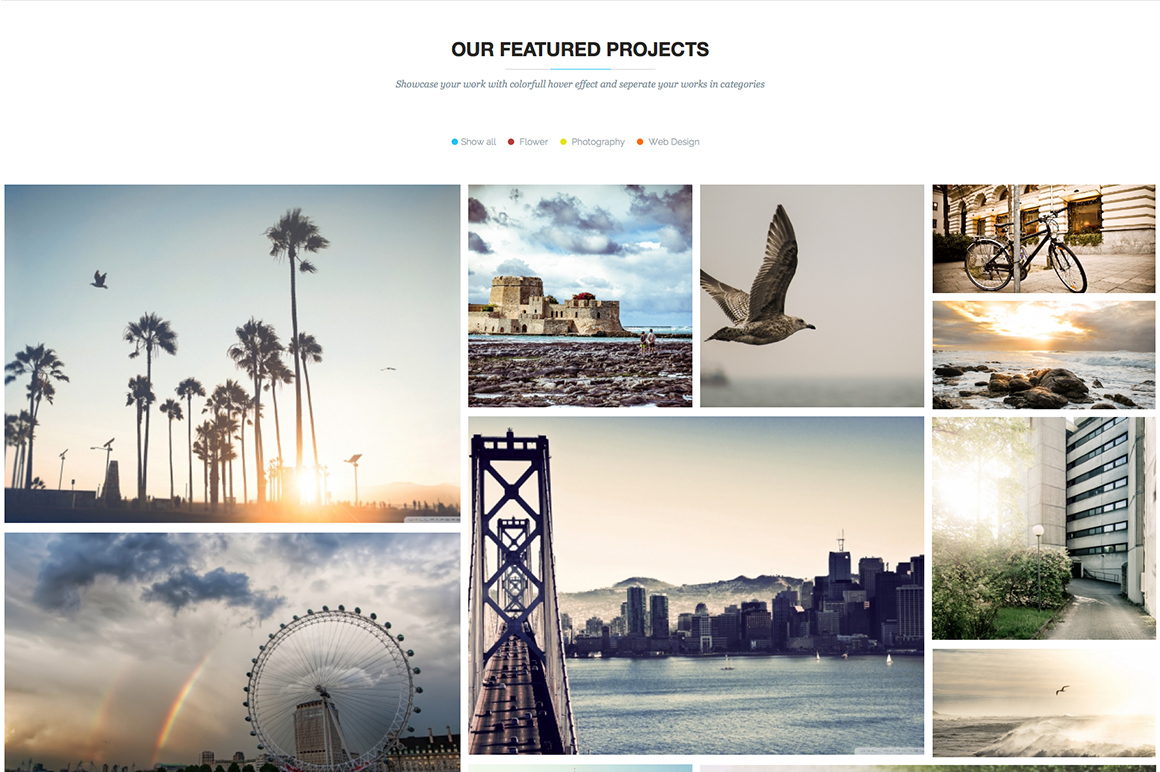 OUR FEATURED PROJECTS
Showcase your work with colorfull hover effect and seperate your works in categories
Show all Flower Photography Web Design